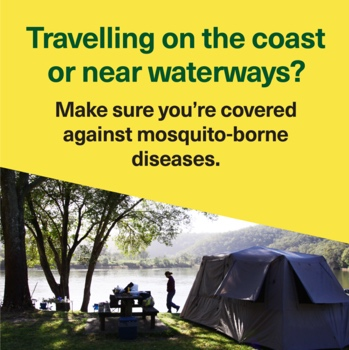 Travelling on the coast
or near waterways?
Make sure you’re covered
against mosquito-borne
diseases.